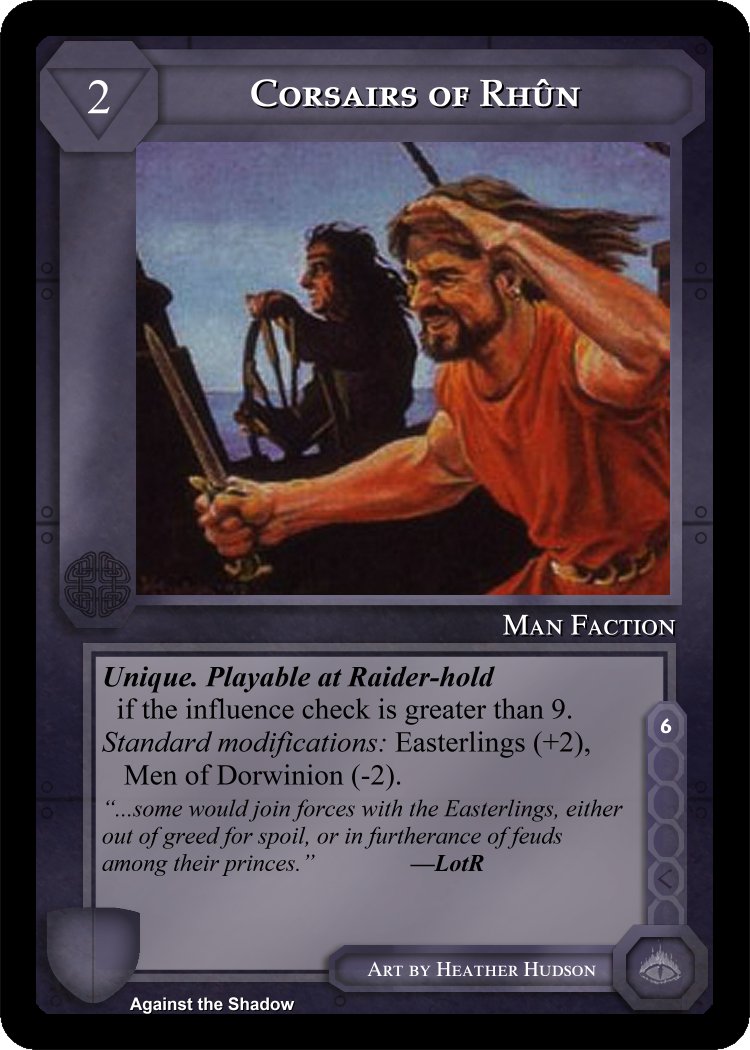 2
Corsairs of Rhûn
Man Faction
Unique. Playable at Raider-hold
if the influence check is greater than 9.
Standard modifications: Easterlings (+2),
Men of Dorwinion (-2).
“...some would join forces with the Easterlings, either
out of greed for spoil, or in furtherance of feuds
among their princes.” —LotR
6
Art by Heather Hudson
Against the Shadow